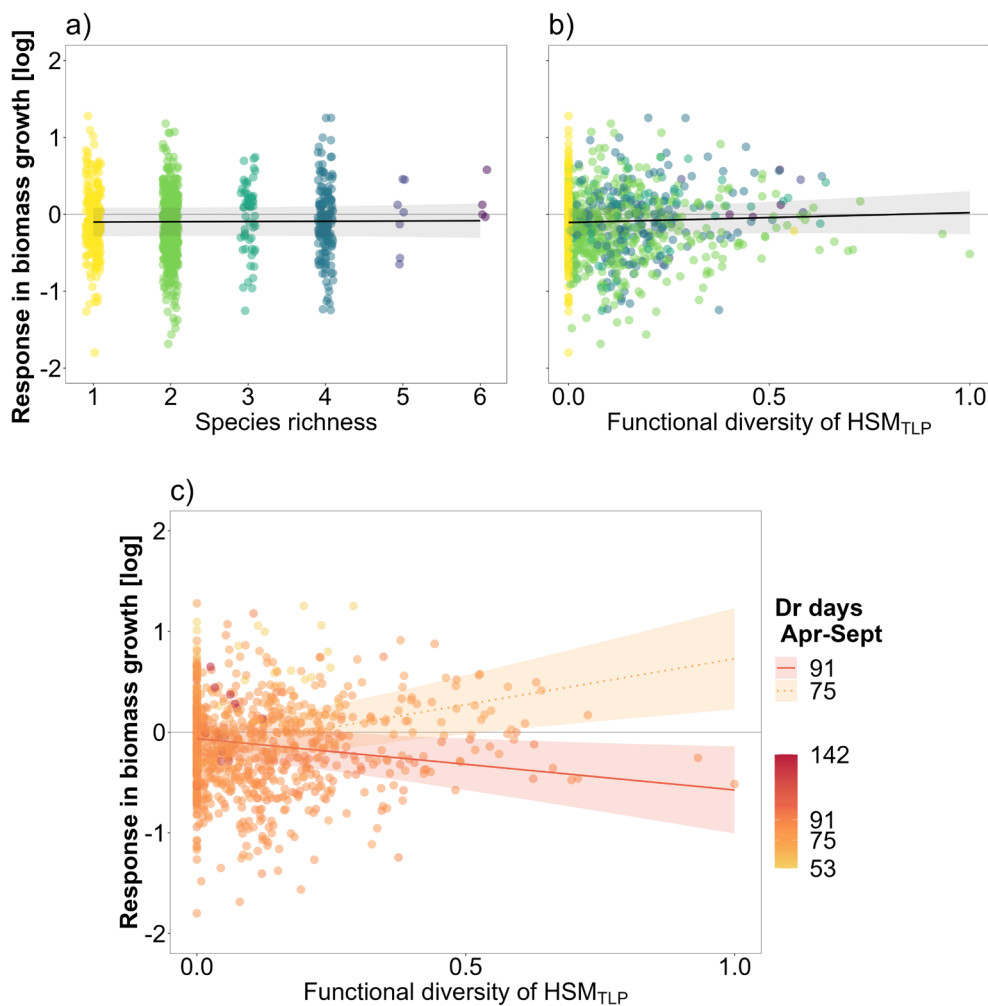 a)
b)
Response in biomass growth [log]
2
1
0
-1
-2
1 2 3 4 5 6
Species richness
0.0 0.5 1.0
Functional diversity of HSM_TLP
c)
Response in biomass growth [log]
2
1
0
-1
-2
0.0 0.5 1.0
Functional diversity of HSM_TLP
Dr days
Apr-Sept
91
75
142
91
75
53